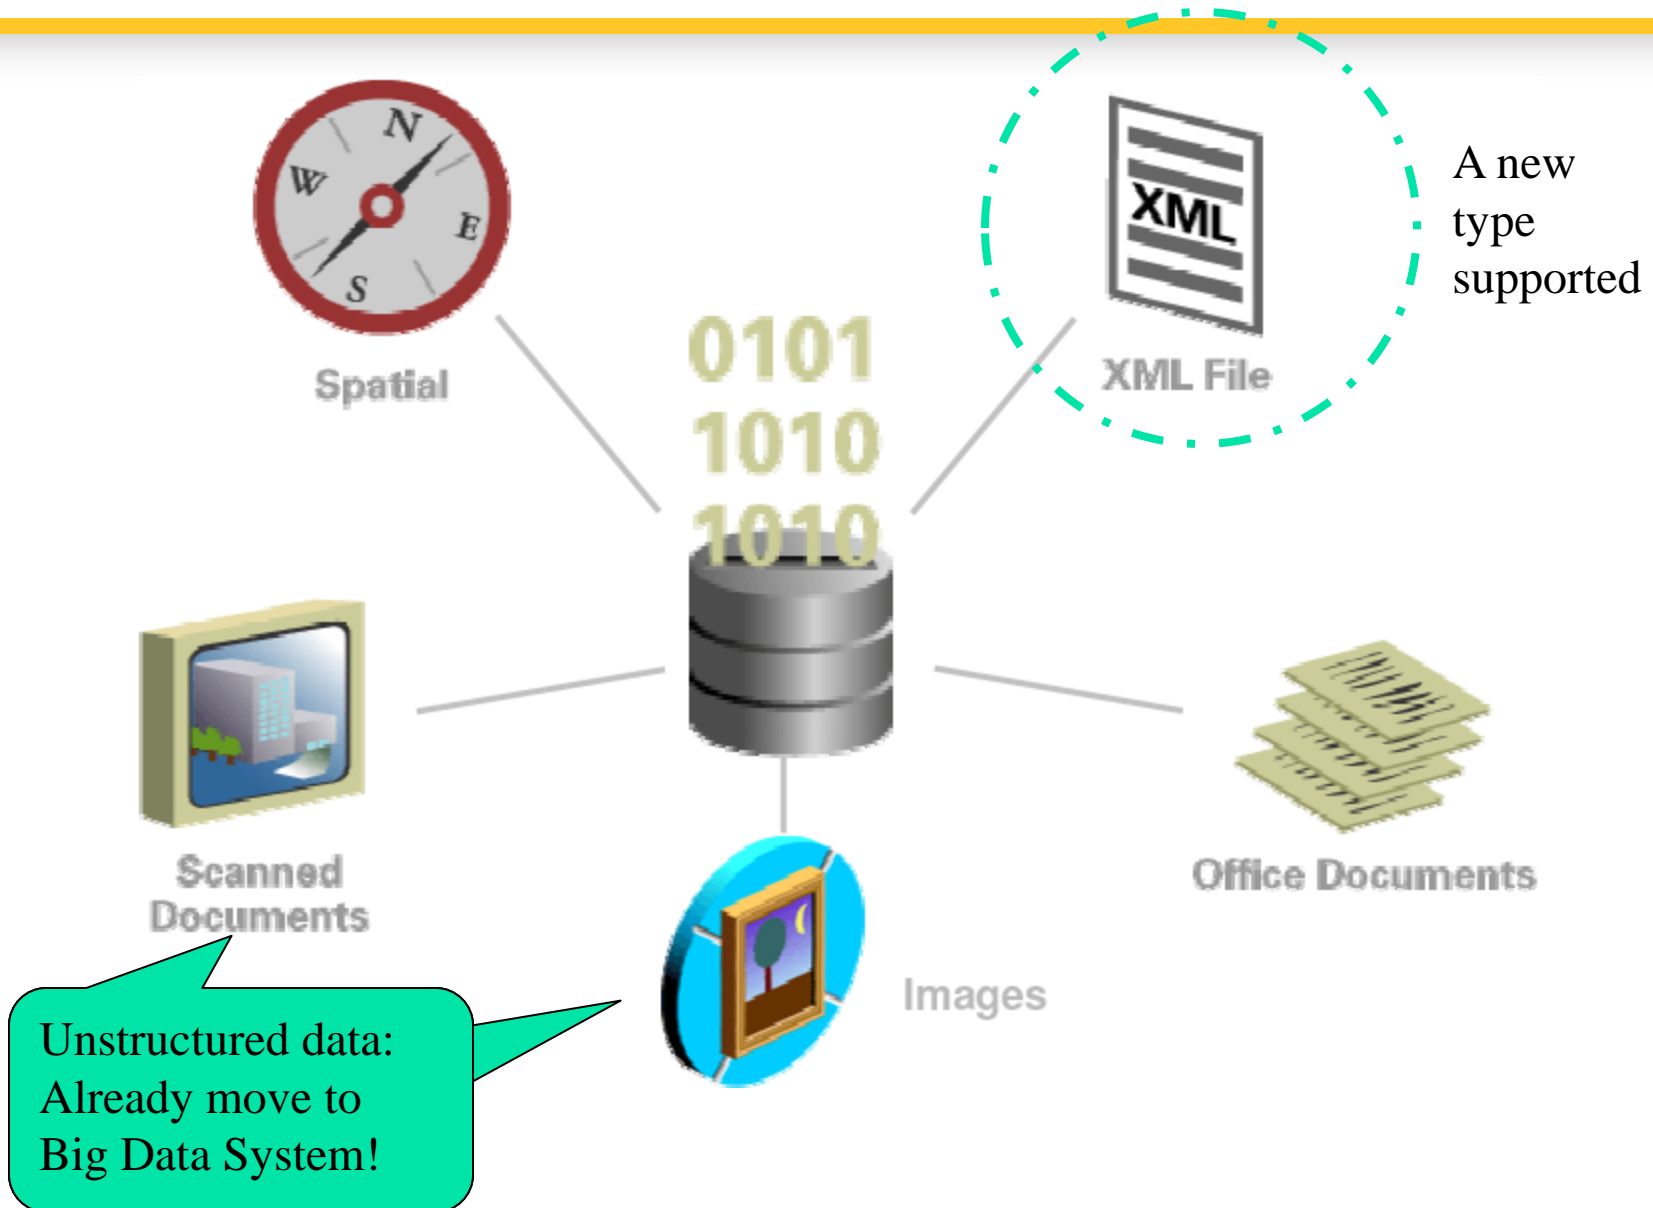 N
W
E
S
Spatial
XML
XML File
A new
type
supported
0101
1010
1010
Scanned
Documents
Office Documents
Images
Unstructured data:
Already move to
Big Data System!